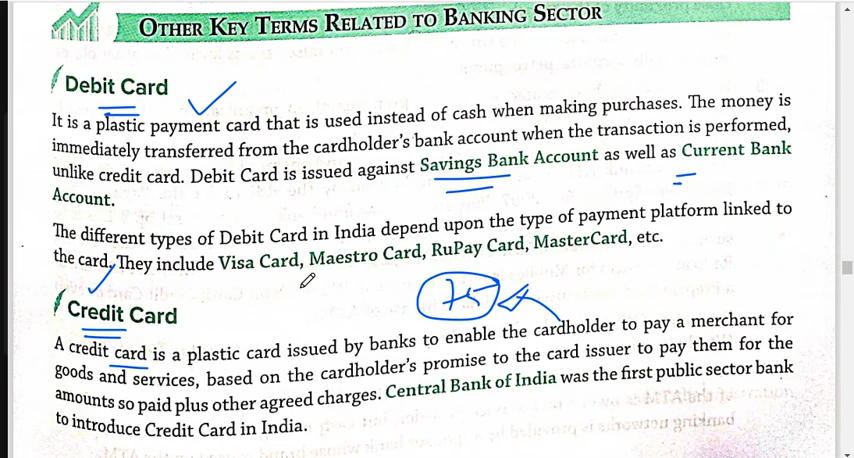 OTHER KEY TERMS RELATED TO BANKING SECTOR
Debit Card
It is a plastic payment card that is used instead of cash when making purchases. The money is
immediately transferred from the cardholder's bank account when the transaction is performed,
unlike credit card. Debit Card is issued against Savings Bank Account as well as Current Bank
Account.
The different types of Debit Card in India depend upon the type of payment platform linked to
the card. They include Visa Card, Maestro Card, RuPay Card, MasterCard, etc.
Credit Card
A credit card is a plastic card issued by banks to enable the cardholder to pay a merchant for
goods and services, based on the cardholder's promise to the card issuer to pay them for the
amounts so paid plus other agreed charges. Central Bank of India was the first public sector bank
to introduce Credit Card in India.